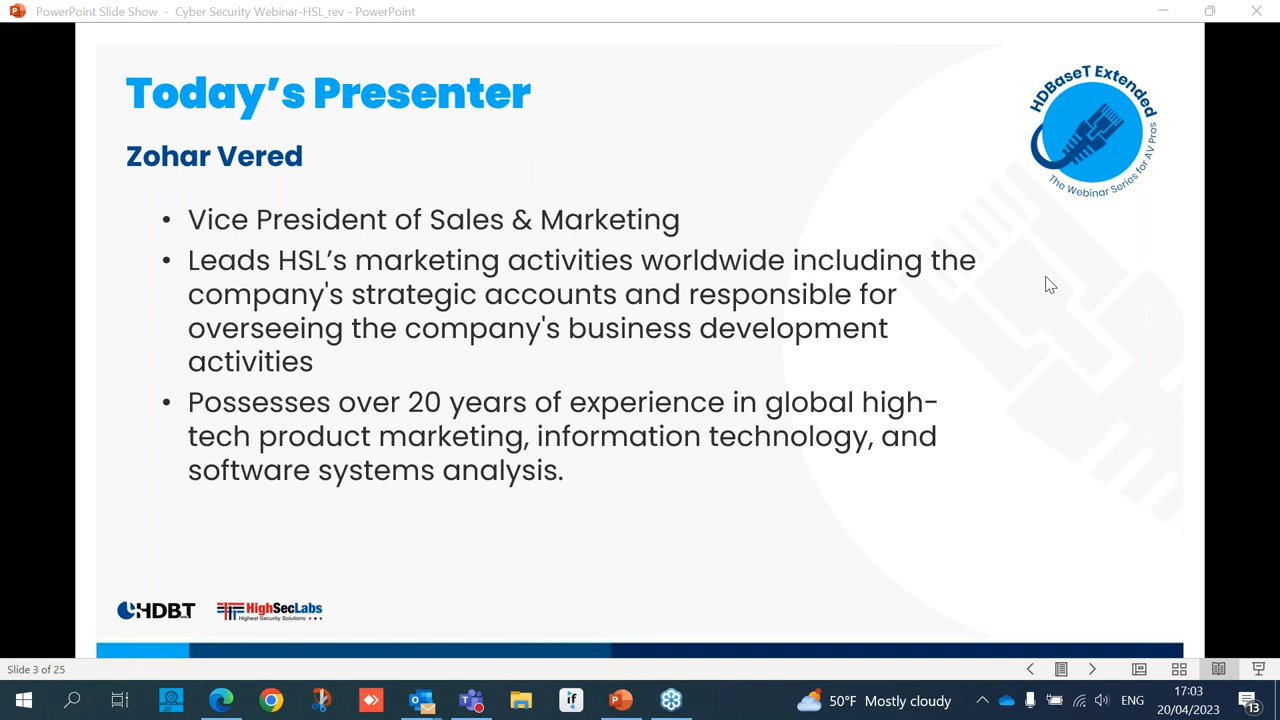 PowerPoint Slide Show - Cyber Security Webinar-HSL_rev - PowerPoint
Today's Presenter
HDBaseT Extended
The Webinar Series for AV Pros
Zohar Vered
• Vice President of Sales & Marketing
• Leads HSL's marketing activities worldwide including the
company's strategic accounts and responsible for
overseeing the company's business development
activities
• Possesses over 20 years of experience in global high-
tech product marketing, information technology, and
software systems analysis.
HDBT
HighSecLabs
Highest Security Solutions
Slide 3 of 25
50°F Mostly cloudy
ENG
17:03
20/04/2023
13